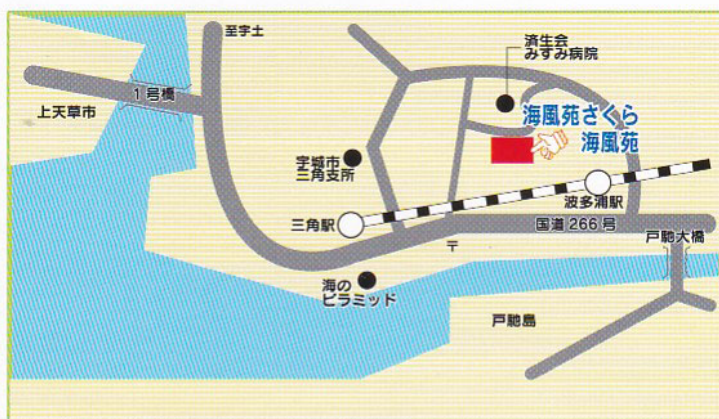 至宇土
済生会
みすみ病院
1号橋
上天草市
海風苑さくら
海風苑
宇城市
三角支所
波多浦駅
三角駅
国道266号
戸馳大橋
〒
海の
ピラミッド
戸馳島